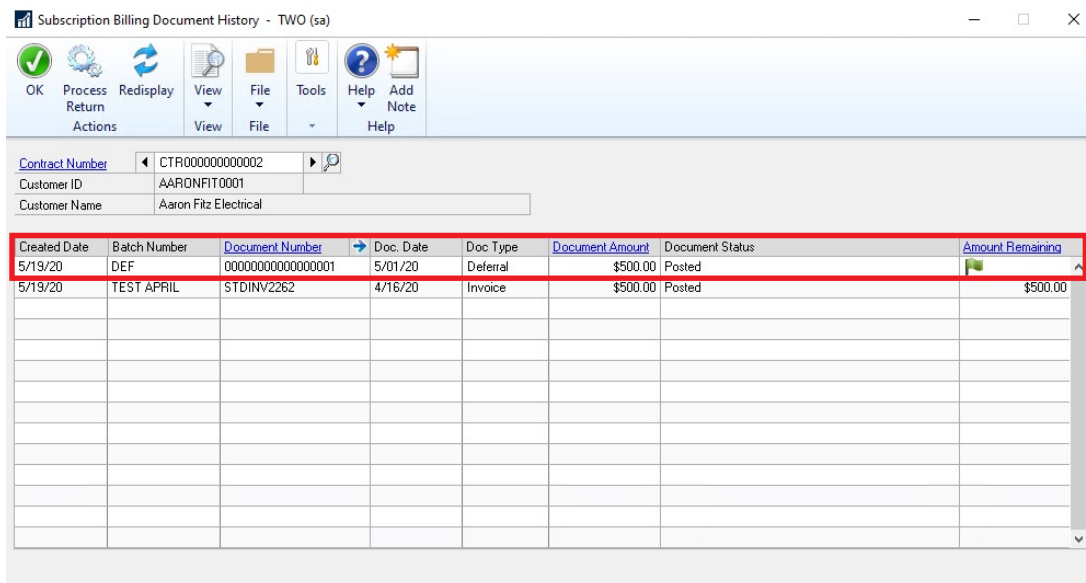 Subscription Billing Document History - TWO (sa)
OK Process Return Redisplay View File Tools Help Add Note
Actions View File Help
Contract Number CTR000000000002
Customer ID AARONFIT0001
Customer Name Aaron Fitz Electrical
Created Date Batch Number Document Number Doc. Date Doc Type Document Amount Document Status Amount Remaining
5/19/20 DEF 00000000000000001 5/01/20 Deferral $500.00 Posted
5/19/20 TEST APRIL STDINV2262 4/16/20 Invoice $500.00 Posted $500.00